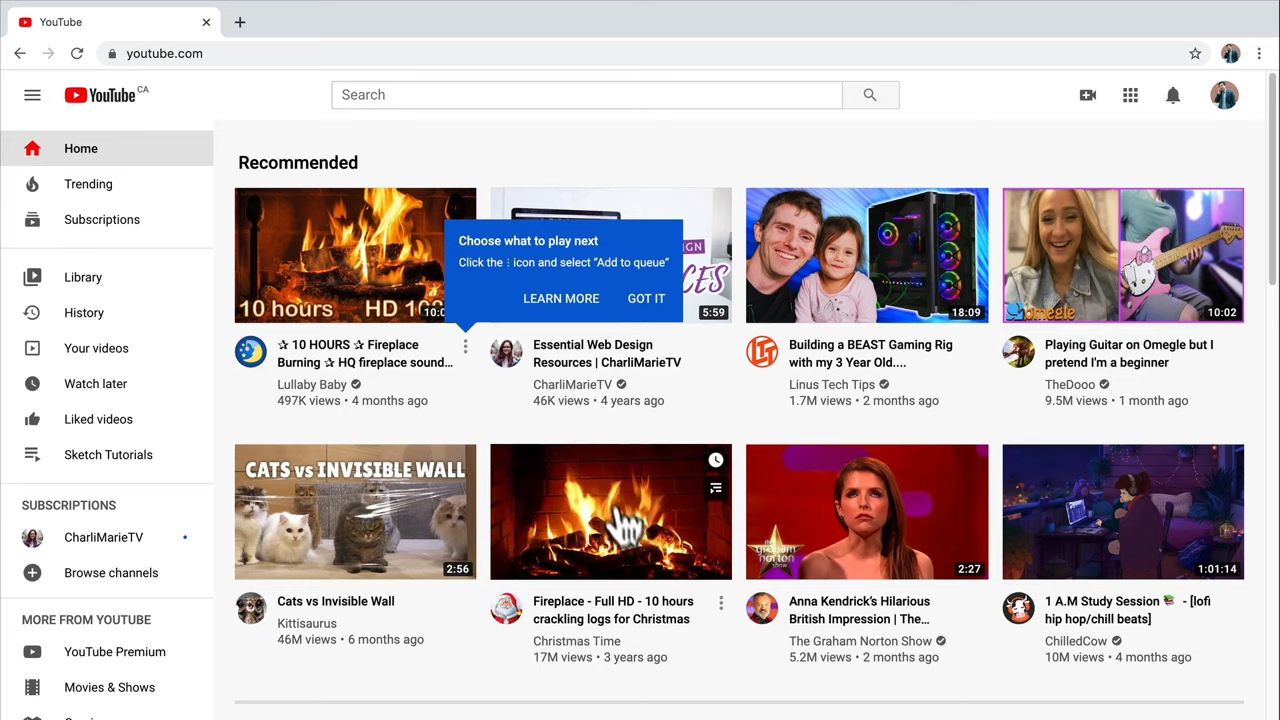 YouTube
youtube.com
YouTube CA
Search
Home
Trending
Subscriptions
Library
History
Your videos
Watch later
Liked videos
Sketch Tutorials
SUBSCRIPTIONS
CharliMarieTV
Browse channels
MORE FROM YOUTUBE
YouTube Premium
Movies & Shows
Recommended
10 hours HD
Choose what to play next
Click the ⋮ icon and select “Add to queue”
LEARN MORE GOT IT
5:59
18:09
omegle
10:02
✰ 10 HOURS ✰ Fireplace
Burning ✰ HQ fireplace sound...
Lullaby Baby
497K views • 4 months ago
Essential Web Design
Resources | CharliMarieTV
CharliMarieTV
46K views • 4 years ago
Building a BEAST Gaming Rig
with my 3 Year Old....
Linus Tech Tips
1.7M views • 2 months ago
Playing Guitar on Omegle but I
pretend I'm a beginner
TheDooo
9.5M views • 1 month ago
CATS vs INVISIBLE WALL
2:56
the graham norton show
2:27
1:01:14
Cats vs Invisible Wall
Kittisaurus
46M views • 6 months ago
Fireplace - Full HD - 10 hours
crackling logs for Christmas
Christmas Time
17M views • 3 years ago
Anna Kendrick’s Hilarious
British Impression | The...
The Graham Norton Show
5.2M views • 2 months ago
1 A.M Study Session 📚 - [lofi
hip hop/chill beats]
ChilledCow
10M views • 4 months ago